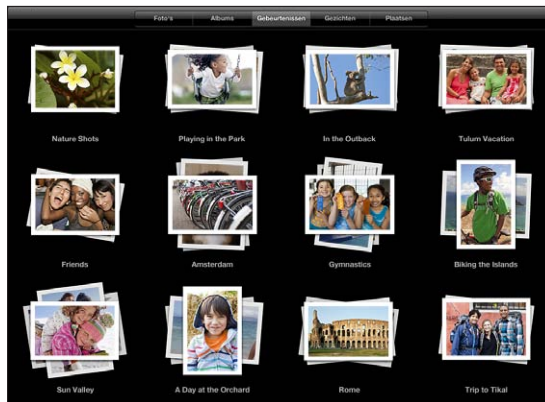 Foto's Albums Gebeurtenissen Gezichten Plaatsen
Nature Shots Playing in the Park In the Outback Tulum Vacation
Friends Amsterdam Gymnastics Biking the Islands
Sun Valley A Day at the Orchard Rome Trip to Tikal